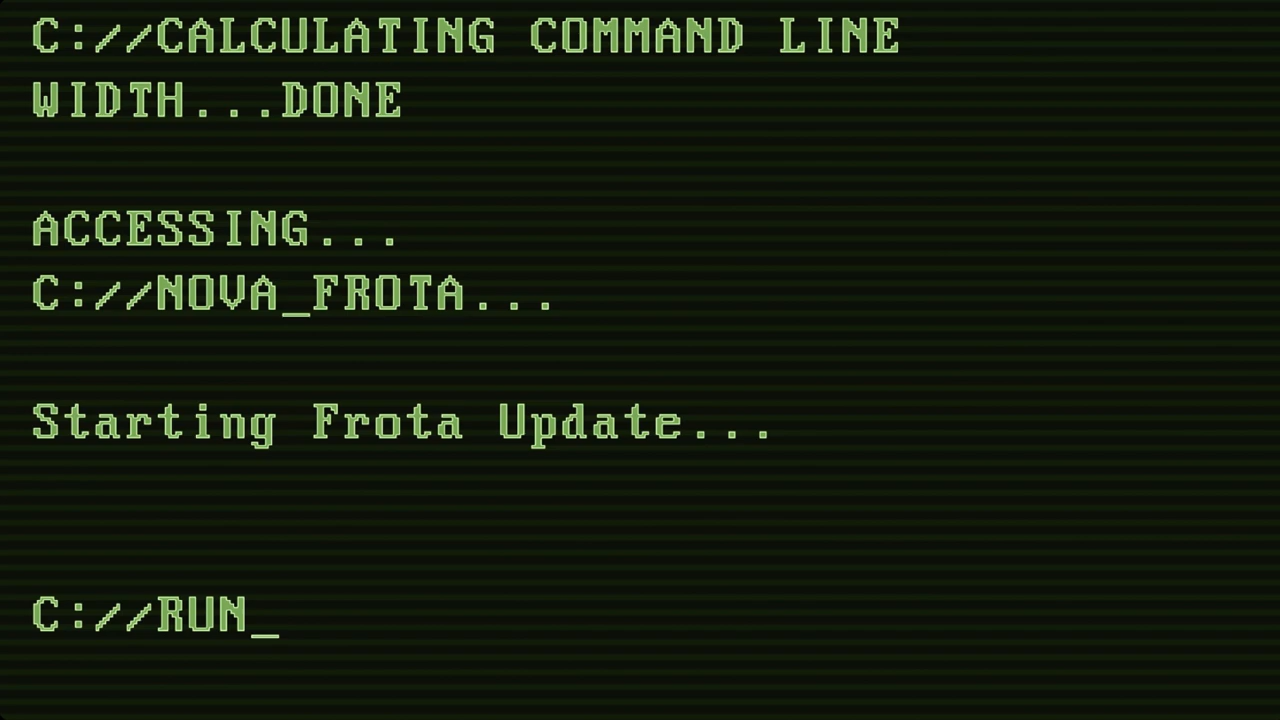 C://CALCULATING COMMAND LINE
WIDTH...DONE
ACCESSING...
C://NOVA_FROTA...
Starting Frota Update...
C://RUN_